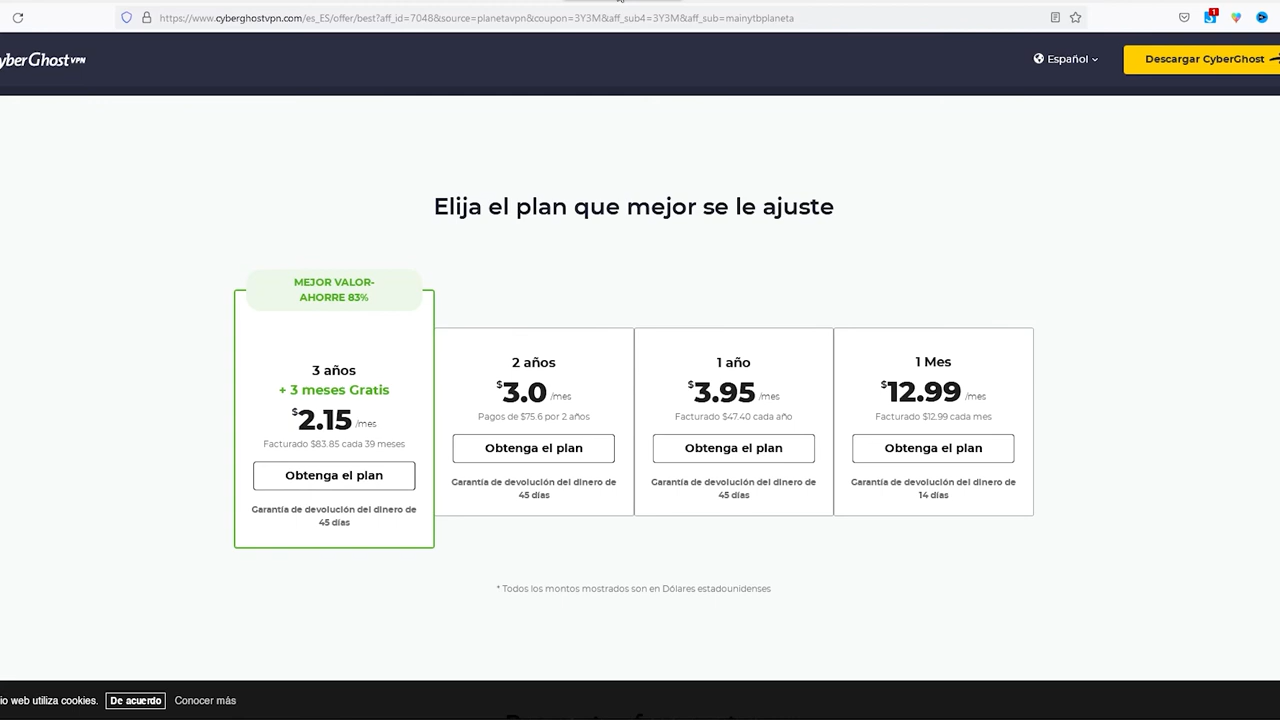 https://www.cyberghostvpn.com/es_ES/offer/best?aff_id=7048&source=planetavpn&coupon=3Y3M&aff_sub4=3Y3M&aff_sub=mainytbplaneta
1
yberGhost VPN
Español
Descargar CyberGhost
Elija el plan que mejor se le ajuste
MEJOR VALOR-
AHORRE 83%
3 años
+ 3 meses Gratis
$2.15 /mes
Facturado $83.85 cada 39 meses
Obtenga el plan
Garantía de devolución del dinero de
45 días
2 años
$3.0 /mes
Pagos de $75.6 por 2 años
Obtenga el plan
Garantía de devolución del dinero de
45 días
1 año
$3.95 /mes
Facturado $47.40 cada año
Obtenga el plan
Garantía de devolución del dinero de
45 días
1 Mes
$12.99 /mes
Facturado $12.99 cada mes
Obtenga el plan
Garantía de devolución del dinero de
14 días
* Todos los montos mostrados son en Dólares estadounidenses
io web utiliza cookies. De acuerdo Conocer más